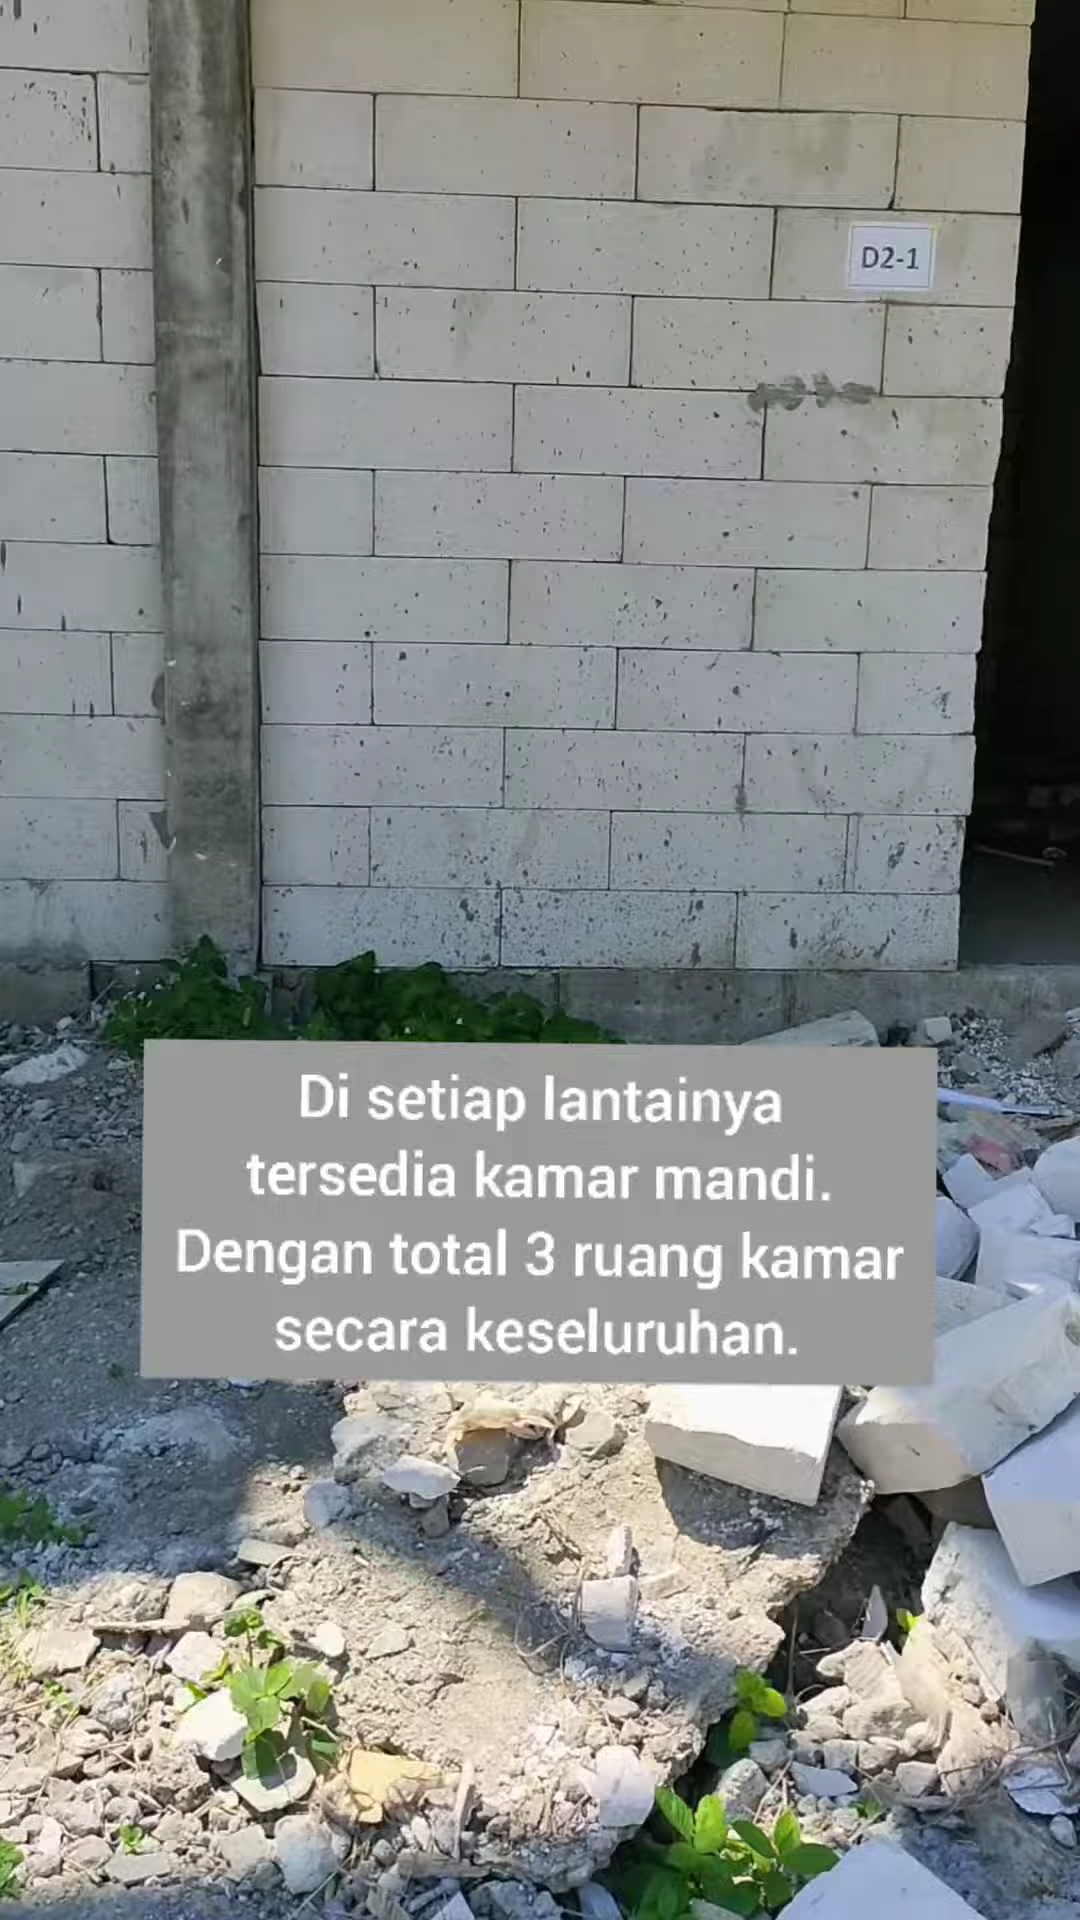 D2-1
Di setiap lantainya
tersedia kamar mandi.
Dengan total 3 ruang kamar
secara keseluruhan.